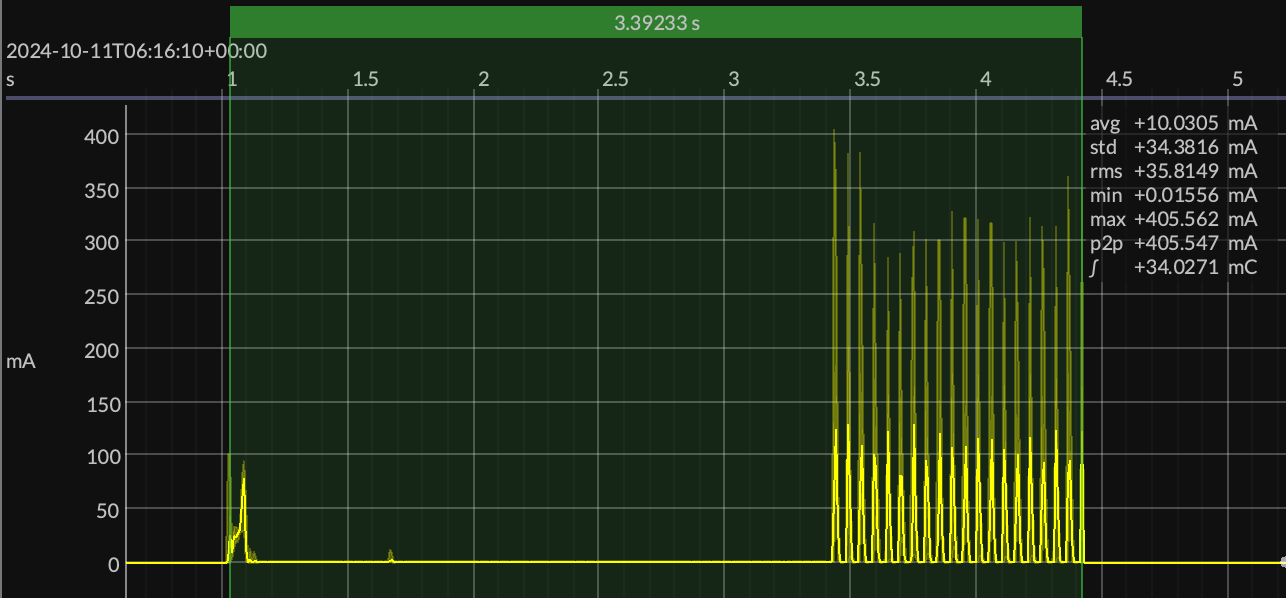 3.39233 s
2024-10-11T06:16:10+00:00
s 1 1.5 2 2.5 3 3.5 4 4.5 5
400
350
300
250
200
mA
150
100
50
0
avg +10.0305 mA
std +34.3816 mA
rms +35.8149 mA
min +0.01556 mA
max +405.562 mA
p2p +405.547 mA
∫ +34.0271 mC